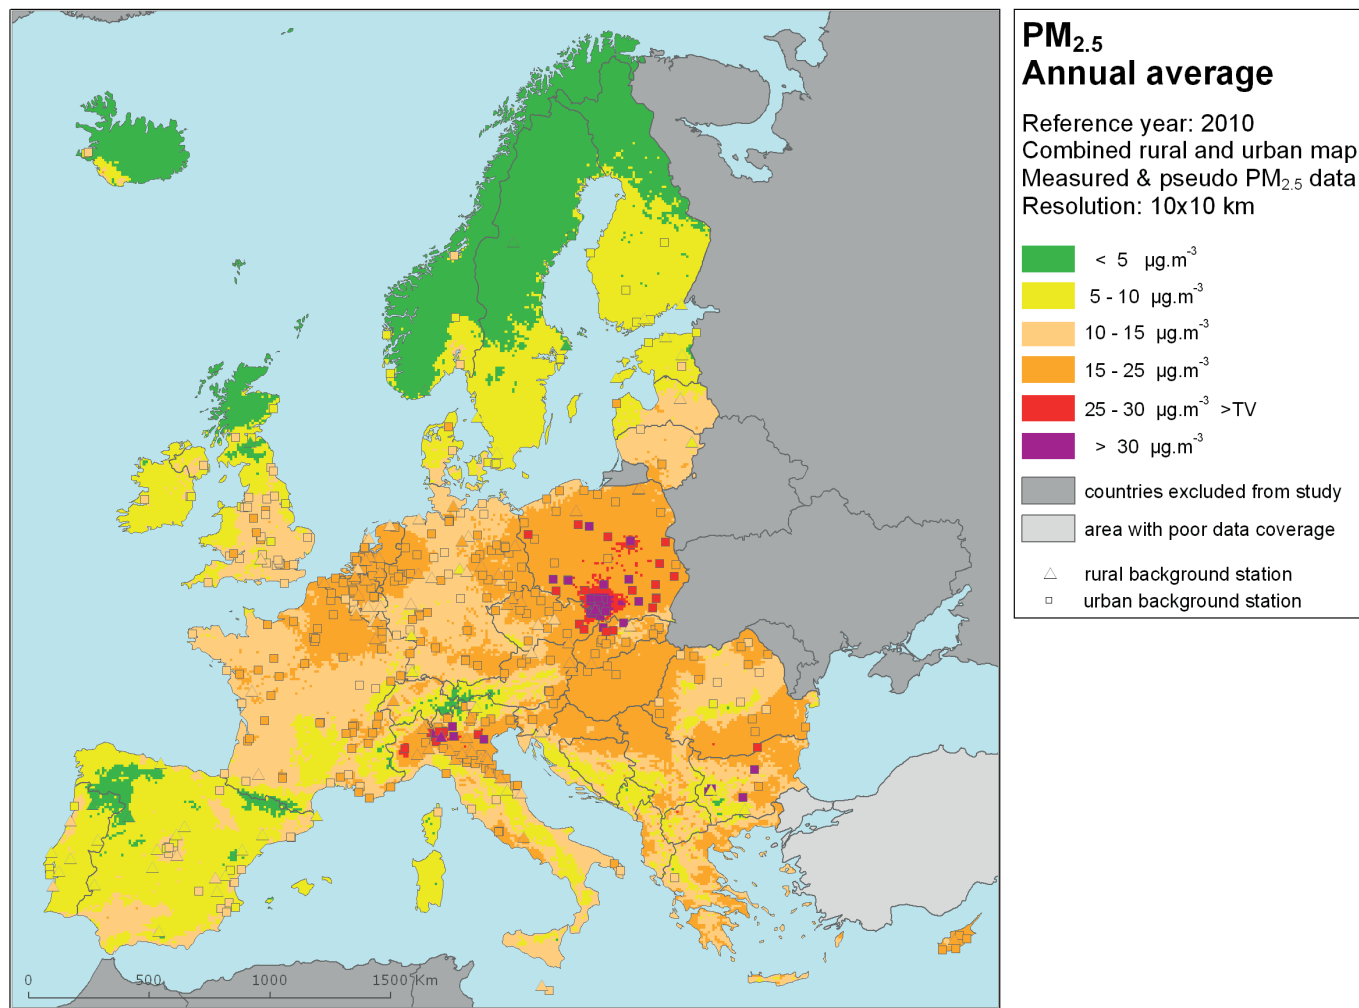 PM2.5
Annual average
Reference year: 2010
Combined rural and urban map
Measured & pseudo PM2.5 data
Resolution: 10x10 km
< 5 µg.m-3
5 - 10 µg.m-3
10 - 15 µg.m-3
15 - 25 µg.m-3
25 - 30 µg.m-3 >TV
> 30 µg.m-3
countries excluded from study
area with poor data coverage
rural background station
urban background station
0 500 1000 1500 Km